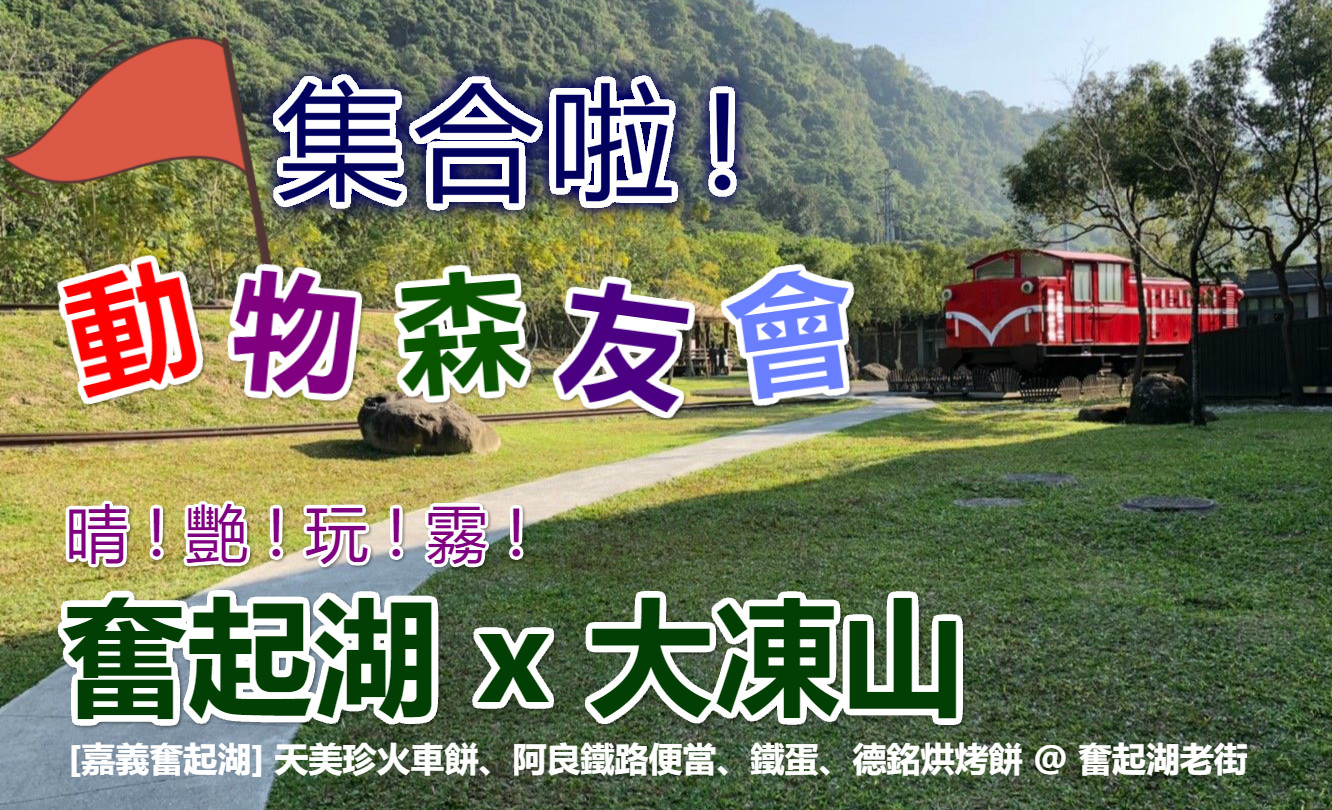 集合啦！
動物森友會
晴！艷！玩！霧！
奮起湖 x 大凍山
[嘉義奮起湖] 天美珍火車餅、阿良鐵路便當、鐵蛋、德銘烘烤餅 @ 奮起湖老街